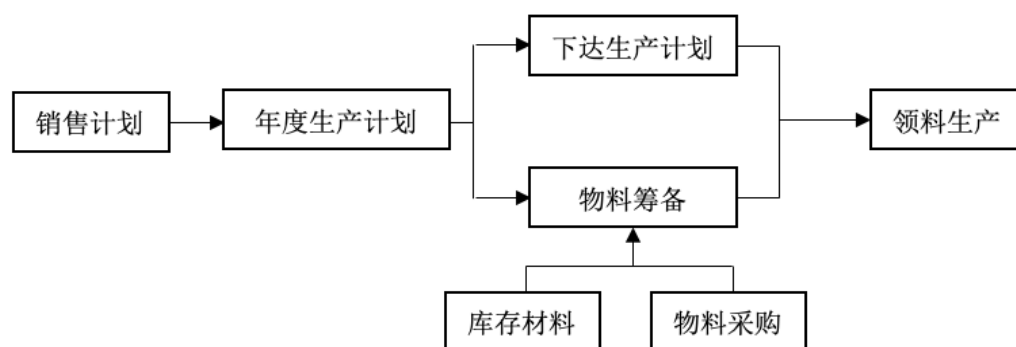 下达生产计划
销售计划
年度生产计划
领料生产
物料筹备
库存材料
物料采购